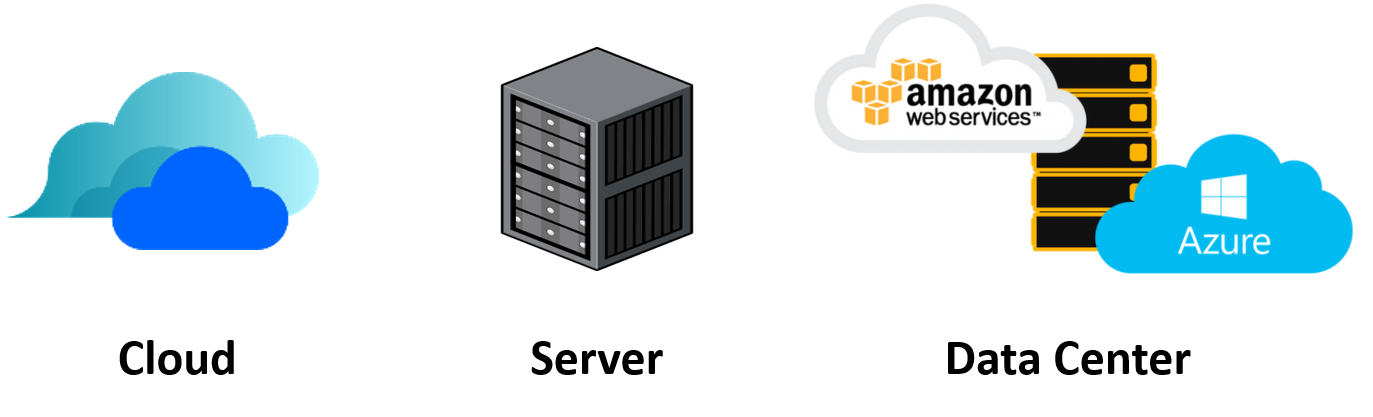 amazon
web services™
Azure
Cloud
Server
Data Center